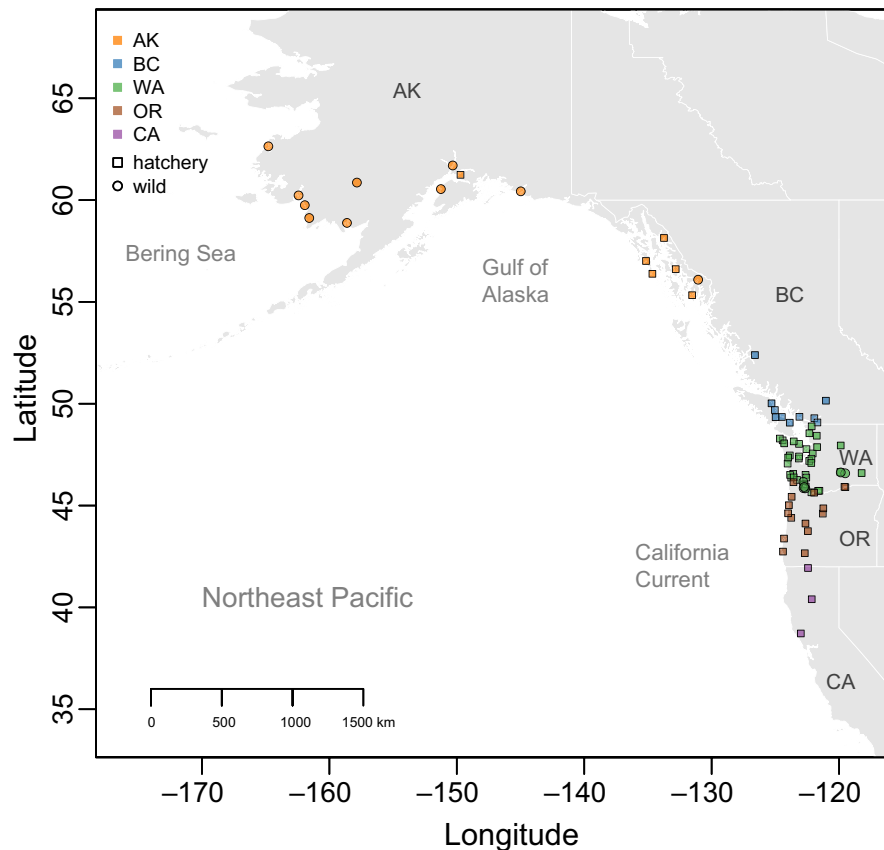 AK
BC
WA
OR
CA
hatchery
wild
AK
Bering Sea
Gulf of
Alaska
BC
WA
OR
California
Current
Northeast Pacific
CA
0 500 1000 1500 km
65
60
55
50
45
40
35
Latitude
−170 −160 −150 −140 −130 −120
Longitude